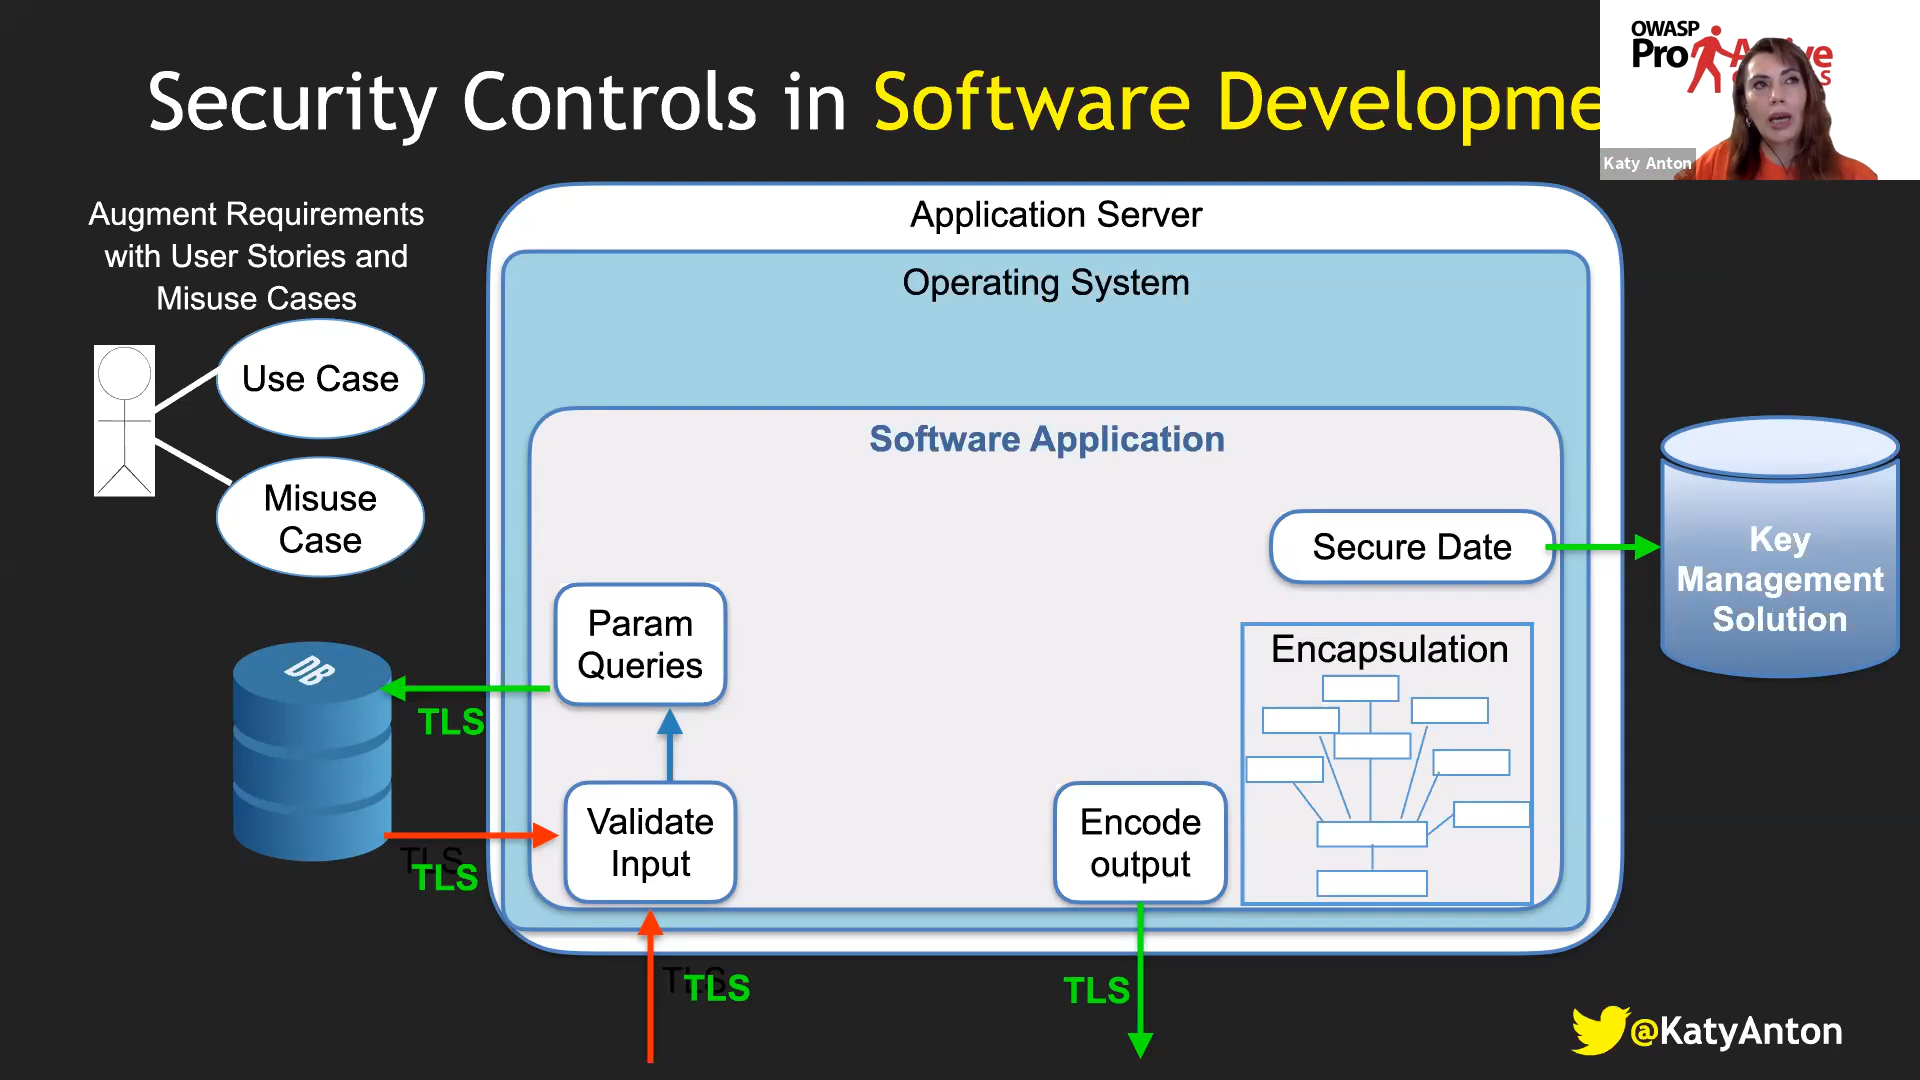 Security Controls in Software Developme
OWASP
Pro
Katy Anton
Augment Requirements
with User Stories and
Misuse Cases
Use Case
Misuse
Case
Application Server
Operating System
Software Application
Secure Date
Key
Management
Solution
Param
Queries
Encapsulation
DB
TLS
Validate
Input
Encode
output
TLS
TLS
TLS
TLS
TLS
@KatyAnton